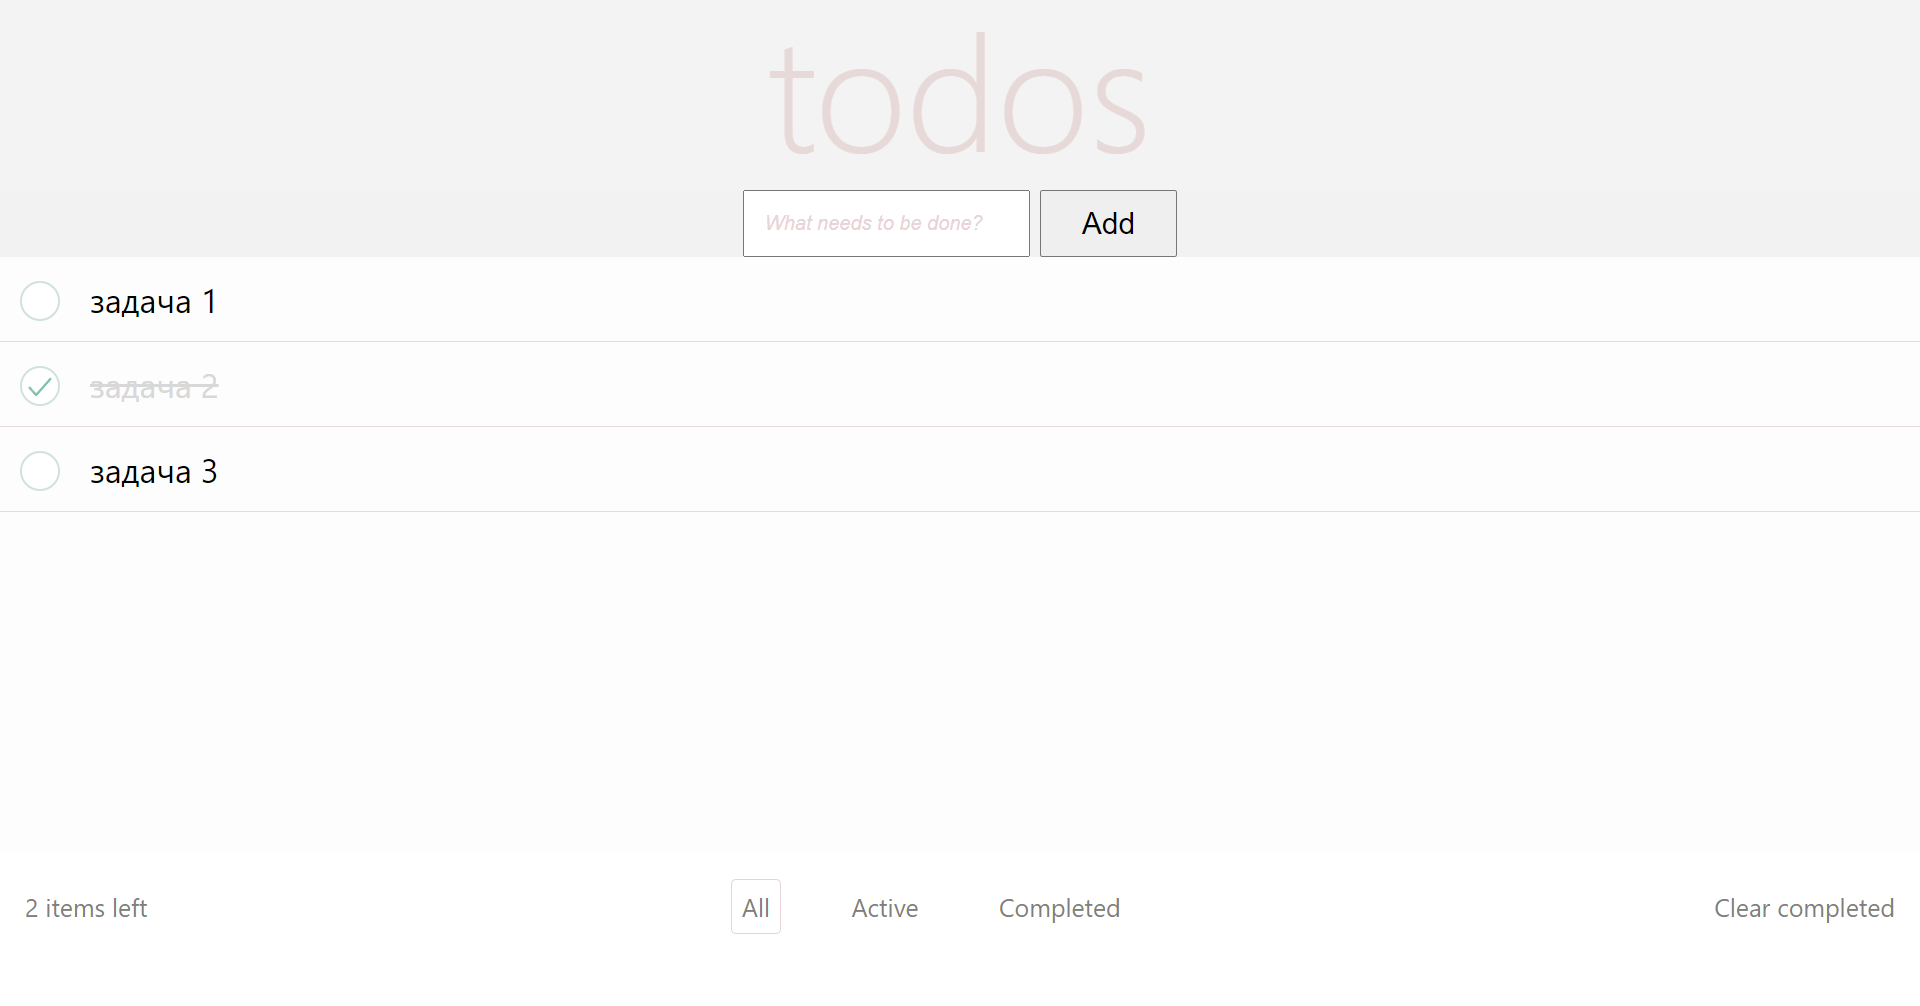 todos
What needs to be done?
Add
задача 1
задача 2
задача 3
2 items left
All
Active
Completed
Clear completed